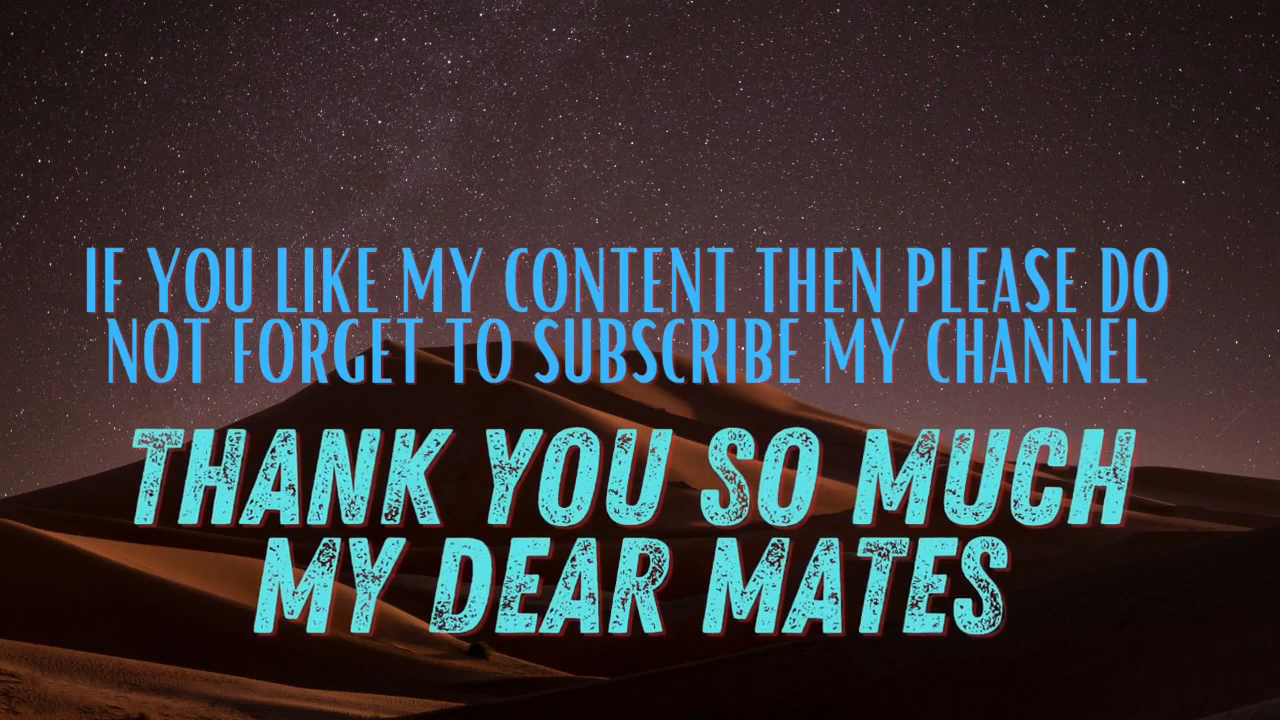 IF YOU LIKE MY CONTENT THEN PLEASE DO
NOT FORGET TO SUBSCRIBE MY CHANNEL
THANK YOU SO MUCH
MY DEAR MATES